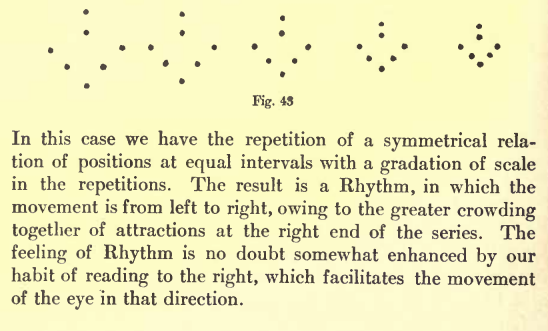 Fig. 43
In this case we have the repetition of a symmetrical rela-
tion of positions at equal intervals with a gradation of scale
in the repetitions. The result is a Rhythm, in which the
movement is from left to right, owing to the greater crowding
together of attractions at the right end of the series. The
feeling of Rhythm is no doubt somewhat enhanced by our
habit of reading to the right, which facilitates the movement
of the eye in that direction.